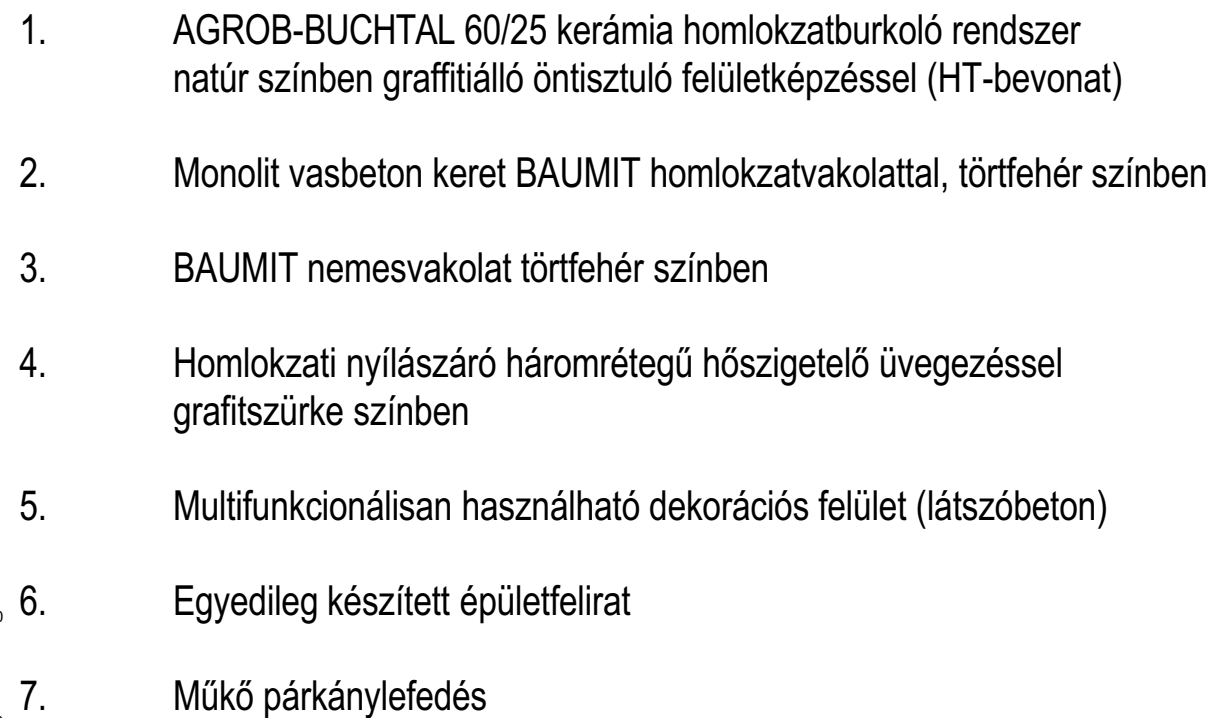 1. AGROB-BUCHTAL 60/25 kerámia homlokzatburkoló rendszer
natúr színben graffitiálló öntisztuló felületképzéssel (HT-bevonat)
2. Monolit vasbeton keret BAUMIT homlokzatvakolattal, törtfehér színben
3. BAUMIT nemesvakolat törtfehér színben
4. Homlokzati nyílászáró háromrétegű hőszigetelő üvegezéssel
grafitszürke színben
5. Multifunkcionálisan használható dekorációs felület (látszóbeton)
6. Egyedileg készített épületfelirat
7. Műkő párkánylefedés